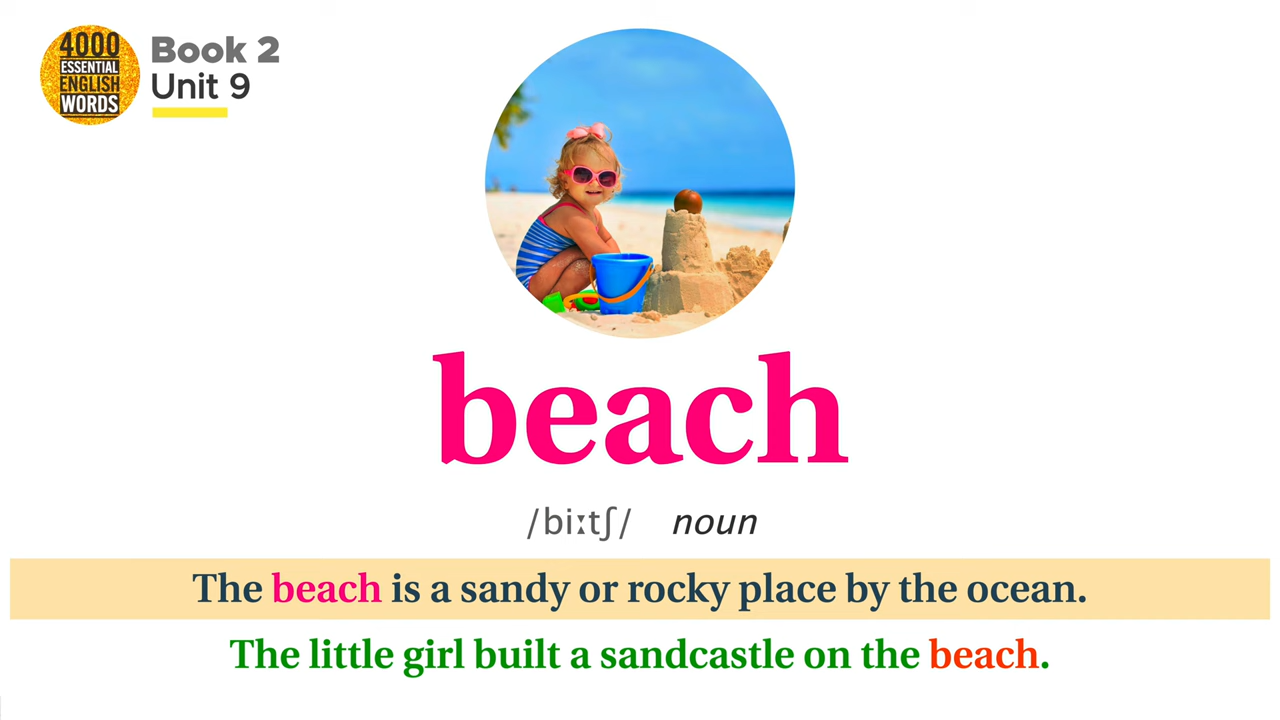 4000
ESSENTIAL
ENGLISH
WORDS
Book 2
Unit 9
beach
/biːtʃ/ noun
The beach is a sandy or rocky place by the ocean.
The little girl built a sandcastle on the beach.